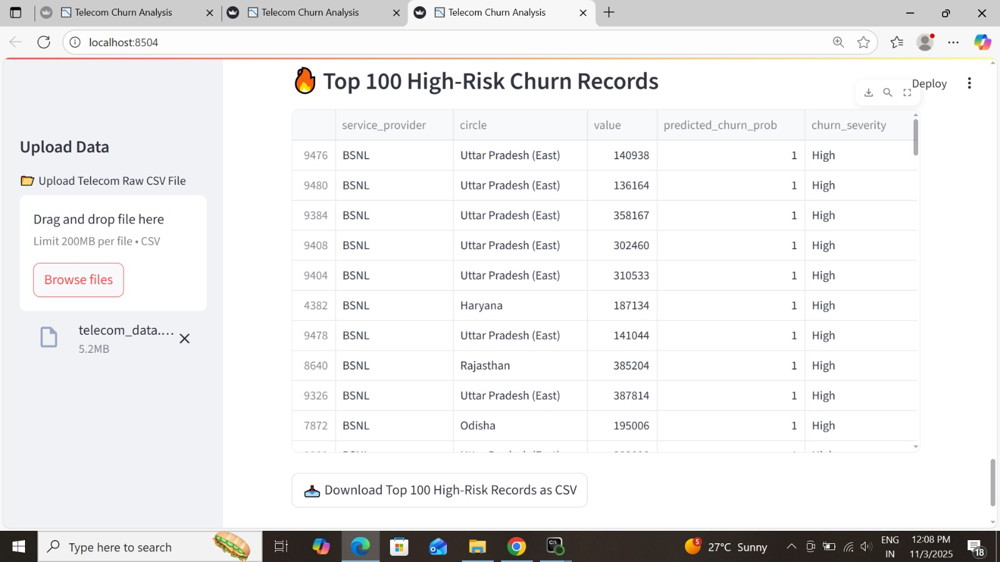 Telecom Churn Analysis
Telecom Churn Analysis
Telecom Churn Analysis
localhost:8504
🔥 Top 100 High-Risk Churn Records
Deploy
Upload Data
📂 Upload Telecom Raw CSV File
Drag and drop file here
Limit 200MB per file • CSV
Browse files
telecom_data....
5.2MB
service_provider circle value predicted_churn_prob churn_severity
9476 BSNL Uttar Pradesh (East) 140938 1 High
9480 BSNL Uttar Pradesh (East) 136164 1 High
9384 BSNL Uttar Pradesh (East) 358167 1 High
9408 BSNL Uttar Pradesh (East) 302460 1 High
9404 BSNL Uttar Pradesh (East) 310533 1 High
4382 BSNL Haryana 187134 1 High
9478 BSNL Uttar Pradesh (East) 141044 1 High
8640 BSNL Rajasthan 385204 1 High
9326 BSNL Uttar Pradesh (East) 387814 1 High
7872 BSNL Odisha 195006 1 High
📥 Download Top 100 High-Risk Records as CSV
Type here to search
5
27°C Sunny
ENG
IN
12:08 PM
11/3/2025
18